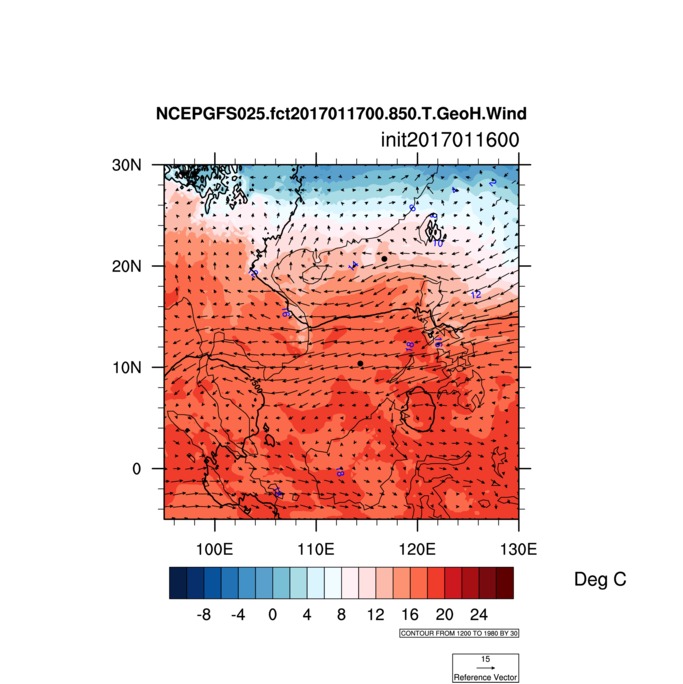 NCEPGFS025.fct2017011700.850.T.GeoH.Wind
init2017011600
30N
20N
10N
0
100E 110E 120E 130E
-8 -4 0 4 8 12 16 20 24
Deg C
CONTOUR FROM 1200 TO 1980 BY 30
15
Reference Vector